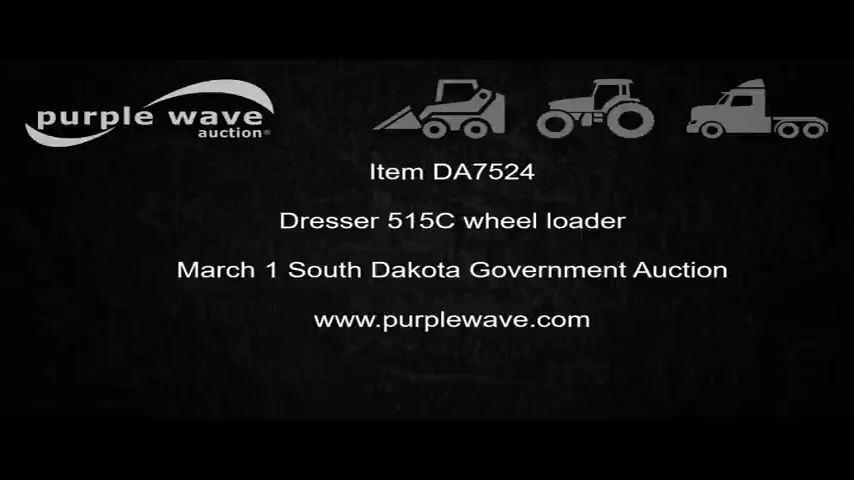 purple wave
auction®
Item DA7524
Dresser 515C wheel loader
March 1 South Dakota Government Auction
www.purplewave.com